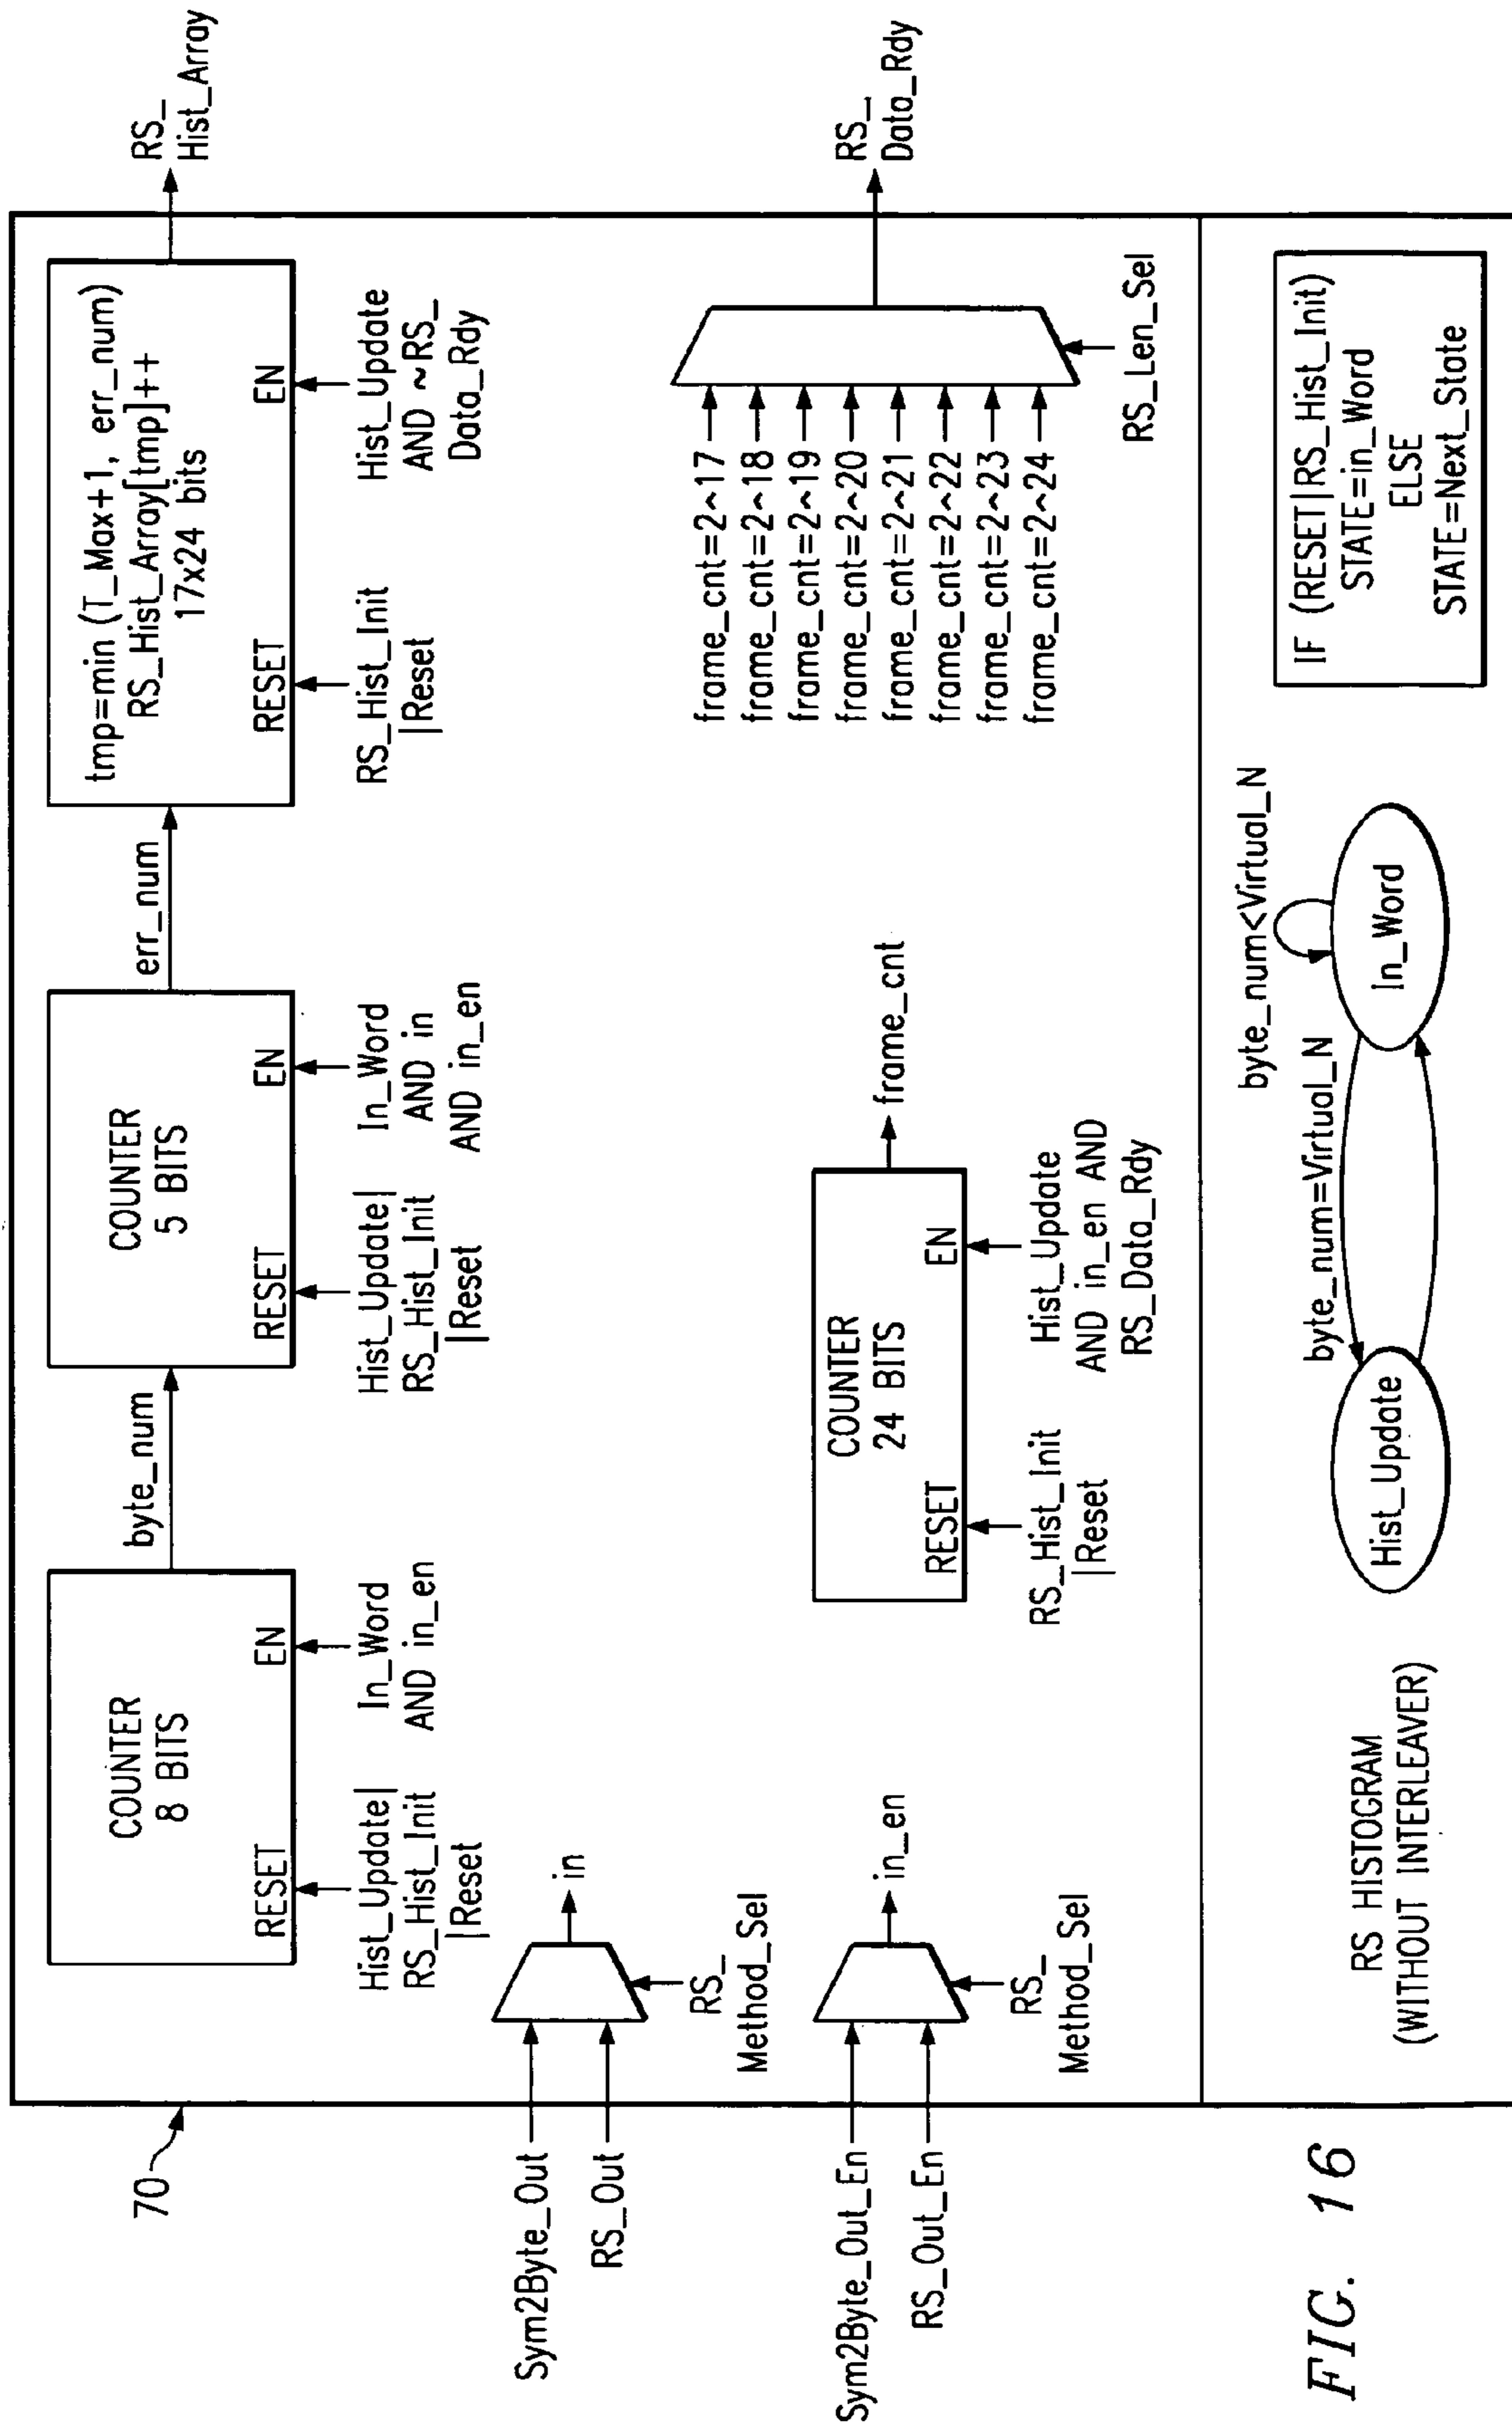 70
COUNTER
8 BITS
RESET
EN
Hist_Update|
RS_Hist_Init
|Reset
In_Word
AND in_en
byte_num
COUNTER
5 BITS
RESET
EN
Hist_Update|
RS_Hist_Init
|Reset
In_Word
AND in
AND in_en
err_num
tmp=min (T_Max+1, err_num)
RS_Hist_Array[tmp]++
17x24 bits
RESET
EN
RS_Hist_Init
|Reset
Hist_Update
AND ~RS_
Data_Rdy
RS_
Hist_Array
Sym2Byte_Out
RS_Out
in
RS_
Method_Sel
Sym2Byte_Out_En
RS_Out_En
in_en
RS_
Method_Sel
COUNTER
24 BITS
RESET
EN
RS_Hist_Init
|Reset
Hist_Update
AND in_en AND
RS_Data_Rdy
frame_cnt
frame_cnt=2^17
frame_cnt=2^18
frame_cnt=2^19
frame_cnt=2^20
frame_cnt=2^21
frame_cnt=2^22
frame_cnt=2^23
frame_cnt=2^24
RS_Len_Sel
RS_
Data_Rdy
RS HISTOGRAM
(WITHOUT INTERLEAVER)
Hist_Update
byte_num=Virtual_N
In_Word
byte_num<Virtual_N
IF (RESET|RS_Hist_Init)
STATE=in_Word
ELSE
STATE=Next_State
FIG. 16